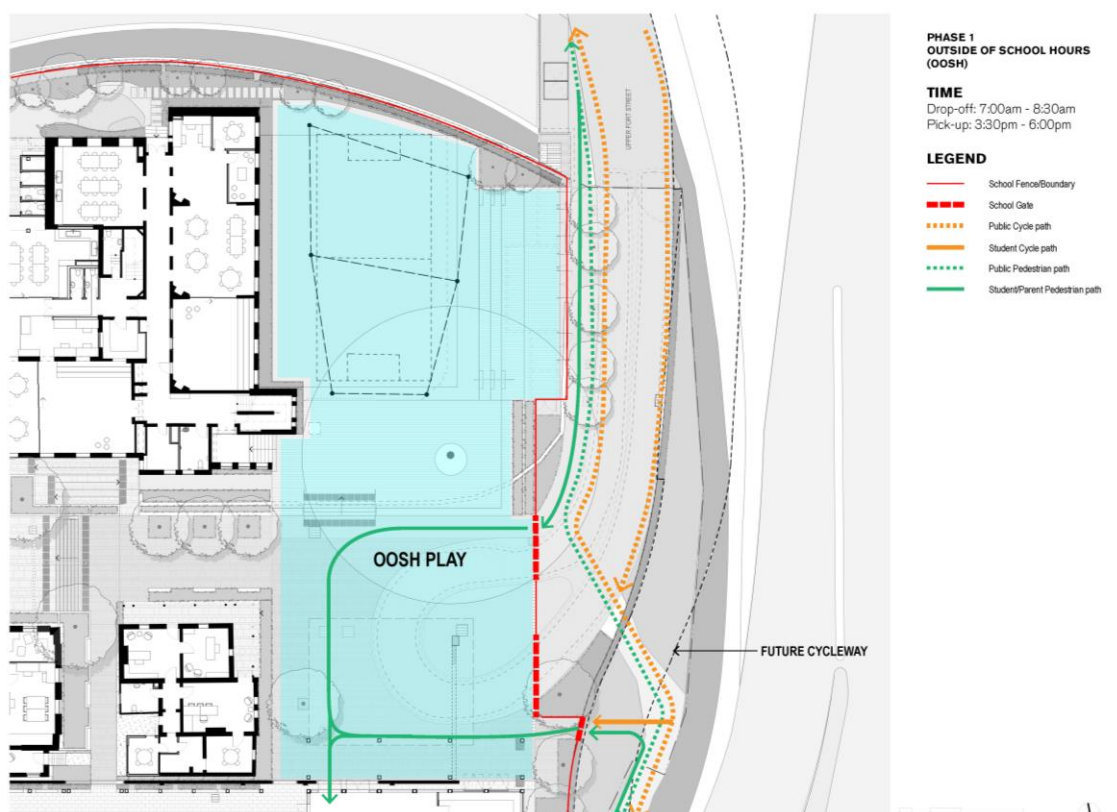 PHASE 1
OUTSIDE OF SCHOOL HOURS
(OOSH)
TIME
Drop-off: 7:00am - 8:30am
Pick-up: 3:30pm - 6:00pm
LEGEND
School Fence/Boundary
School Gate
Public Cycle path
Student Cycle path
Public Pedestrian path
Student/Parent Pedestrian path
UPPER FORT STREET
OOSH PLAY
FUTURE CYCLEWAY